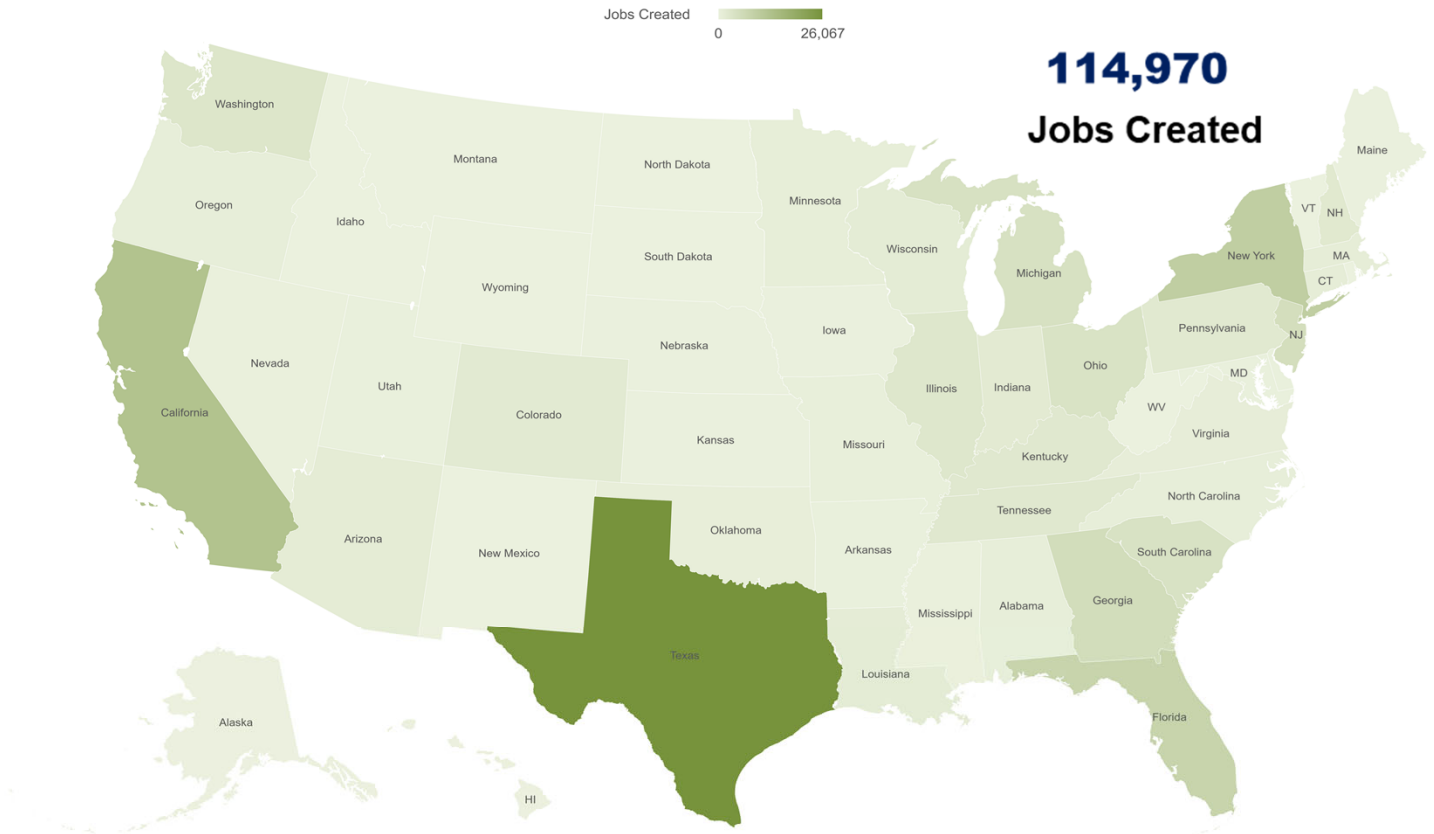 Jobs Created
0 26,067
114,970
Jobs Created
Washington
Montana
North Dakota
Minnesota
Maine
Oregon
Idaho
South Dakota
Wisconsin
Michigan
New York
VT
NH
MA
CT
Wyoming
Iowa
Nebraska
Pennsylvania
NJ
Nevada
Utah
Colorado
Illinois
Indiana
Ohio
MD
WV
Virginia
California
Kansas
Missouri
Kentucky
North Carolina
Tennessee
Arizona
New Mexico
Oklahoma
Arkansas
South Carolina
Mississippi
Alabama
Georgia
Texas
Louisiana
Florida
Alaska
HI